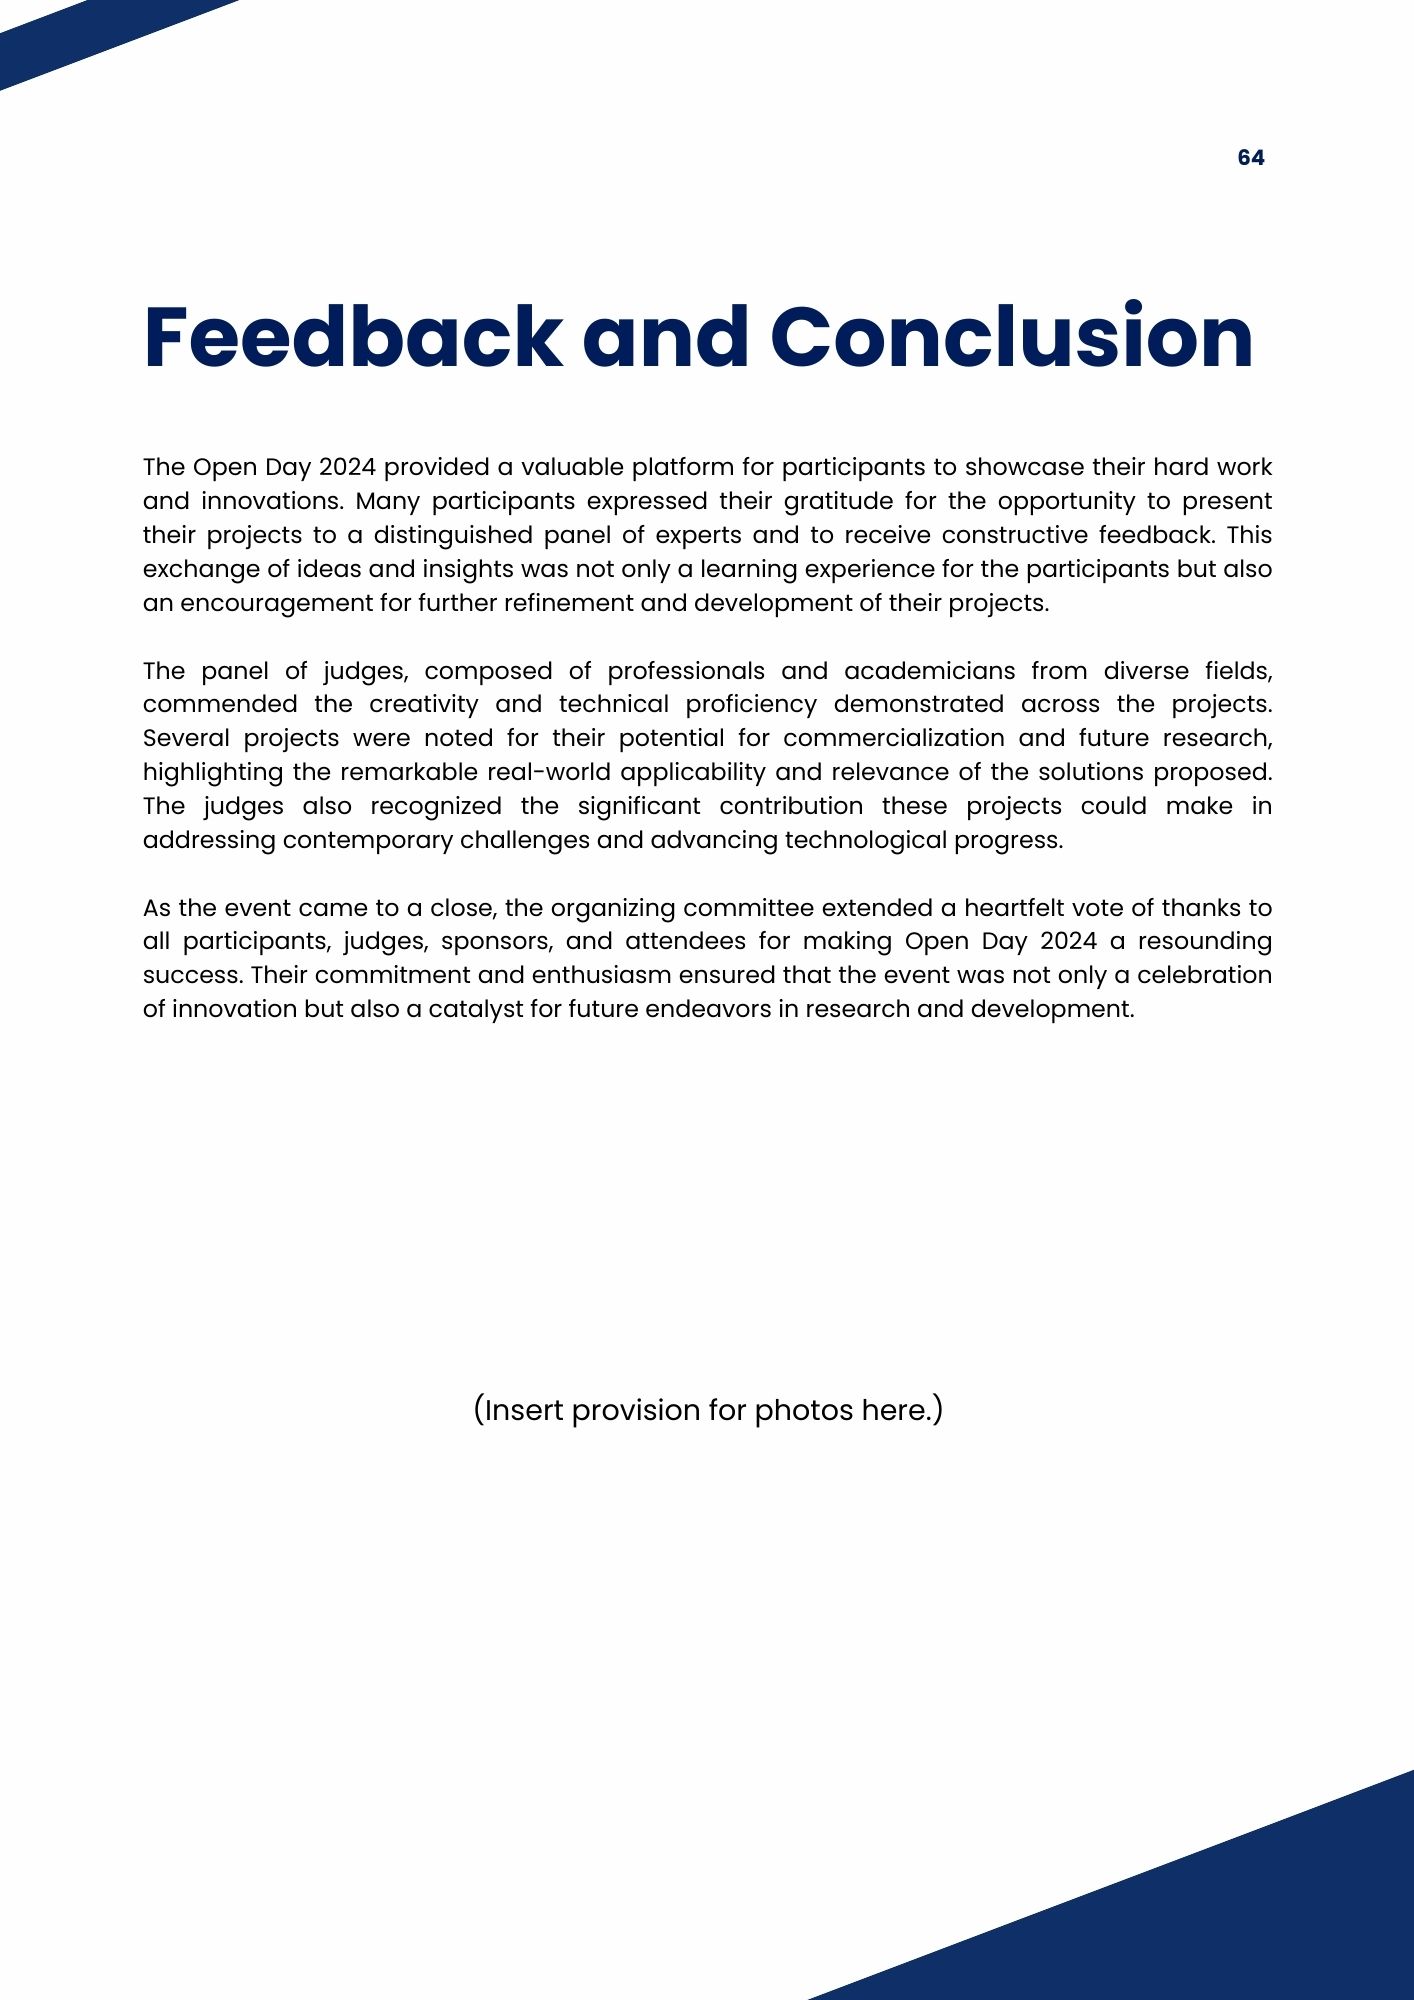 64
Feedback and Conclusion
The Open Day 2024 provided a valuable platform for participants to showcase their hard work
and innovations. Many participants expressed their gratitude for the opportunity to present
their projects to a distinguished panel of experts and to receive constructive feedback. This
exchange of ideas and insights was not only a learning experience for the participants but also
an encouragement for further refinement and development of their projects.
The panel of judges, composed of professionals and academicians from diverse fields,
commended the creativity and technical proficiency demonstrated across the projects.
Several projects were noted for their potential for commercialization and future research,
highlighting the remarkable real-world applicability and relevance of the solutions proposed.
The judges also recognized the significant contribution these projects could make in
addressing contemporary challenges and advancing technological progress.
As the event came to a close, the organizing committee extended a heartfelt vote of thanks to
all participants, judges, sponsors, and attendees for making Open Day 2024 a resounding
success. Their commitment and enthusiasm ensured that the event was not only a celebration
of innovation but also a catalyst for future endeavors in research and development.
(Insert provision for photos here.)